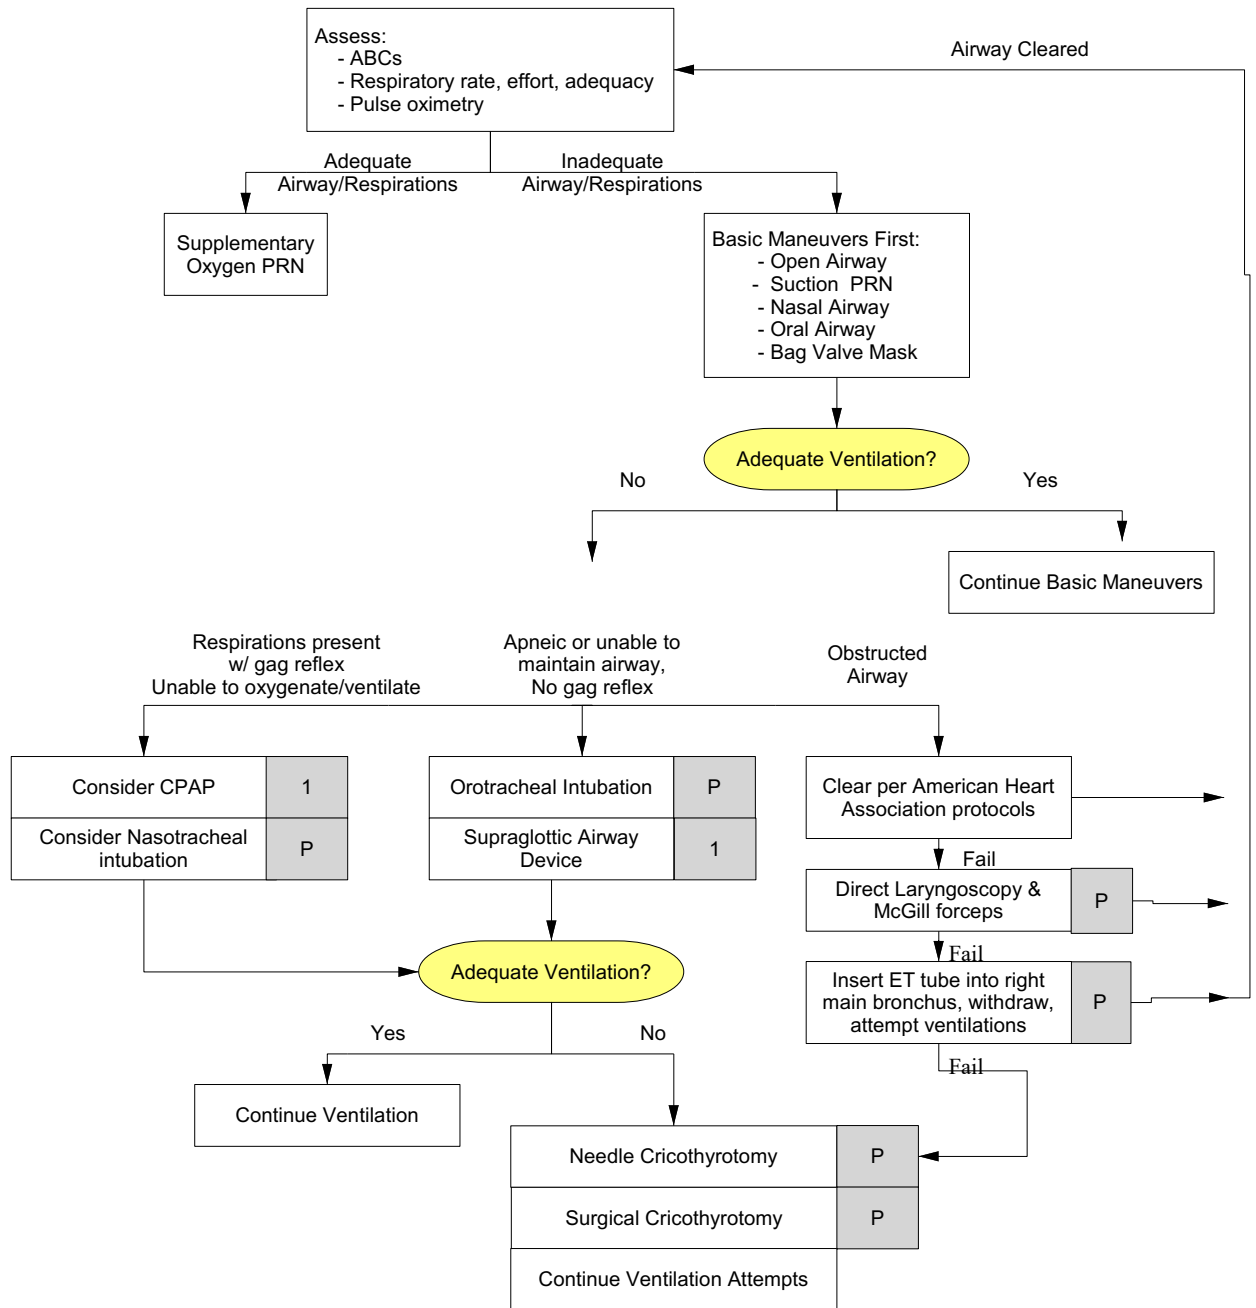 Assess:
- ABCs
- Respiratory rate, effort, adequacy
- Pulse oximetry
Airway Cleared
Adequate
Airway/Respirations
Inadequate
Airway/Respirations
Supplementary
Oxygen PRN
Basic Maneuvers First:
- Open Airway
- Suction PRN
- Nasal Airway
- Oral Airway
- Bag Valve Mask
Adequate Ventilation?
No
Yes
Continue Basic Maneuvers
Respirations present
w/ gag reflex
Unable to oxygenate/ventilate
Apneic or unable to
maintain airway,
No gag reflex
Obstructed
Airway
Consider CPAP
1
Consider Nasotracheal
intubation
P
Orotracheal Intubation
P
Supraglottic Airway
Device
1
Clear per American Heart
Association protocols
Fail
Direct Laryngoscopy &
McGill forceps
P
Fail
Insert ET tube into right
main bronchus, withdraw,
attempt ventilations
P
Fail
Adequate Ventilation?
Yes
No
Continue Ventilation
Needle Cricothyrotomy
P
Surgical Cricothyrotomy
P
Continue Ventilation Attempts